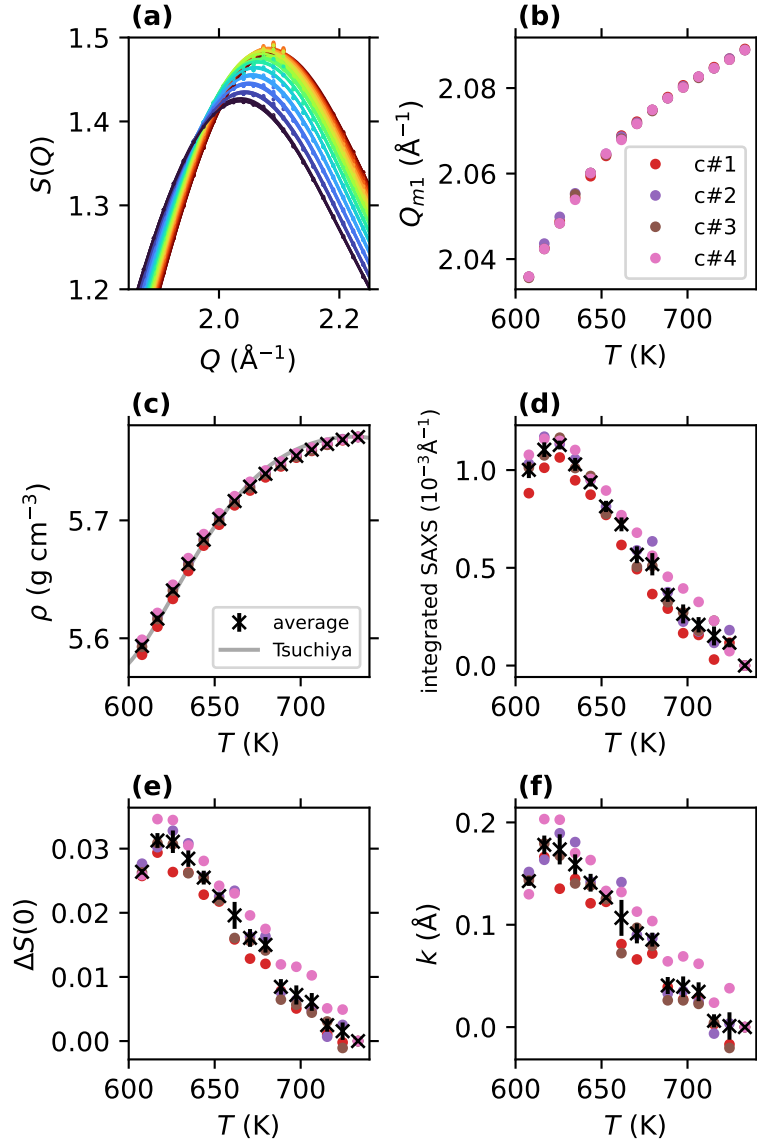 (a)
1.5
1.4
1.3
1.2
S(Q)
2.0 2.2
Q (Å⁻¹)
(b)
2.08
2.06
2.04
Qₘ₁ (Å⁻¹)
c#1
c#2
c#3
c#4
600 650 700
T (K)
(c)
5.7
5.6
ρ (g cm⁻³)
average
Tsuchiya
600 650 700
T (K)
(d)
1.0
0.5
0.0
integrated SAXS (10⁻³Å⁻¹)
600 650 700
T (K)
(e)
0.03
0.02
0.01
0.00
ΔS(0)
600 650 700
T (K)
(f)
0.2
0.1
0.0
k (Å)
600 650 700
T (K)